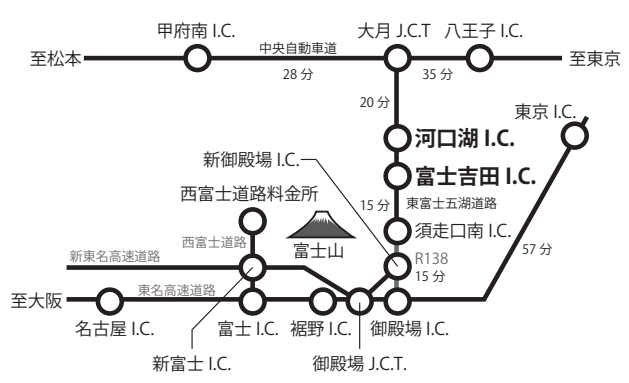 甲府南 I.C.
大月 J.C.T
八王子 I.C.
至松本
中央自動車道
至東京
28 分
35 分
20 分
東京 I.C.
河口湖 I.C.
新御殿場 I.C.
富士吉田 I.C.
西富士道路料金所
15 分
東富士五湖道路
須走口南 I.C.
西富士道路
富士山
57 分
新東名高速道路
R138
15 分
至大阪
東名高速道路
名古屋 I.C.
富士 I.C.
裾野 I.C.
御殿場 I.C.
新富士 I.C.
御殿場 J.C.T.